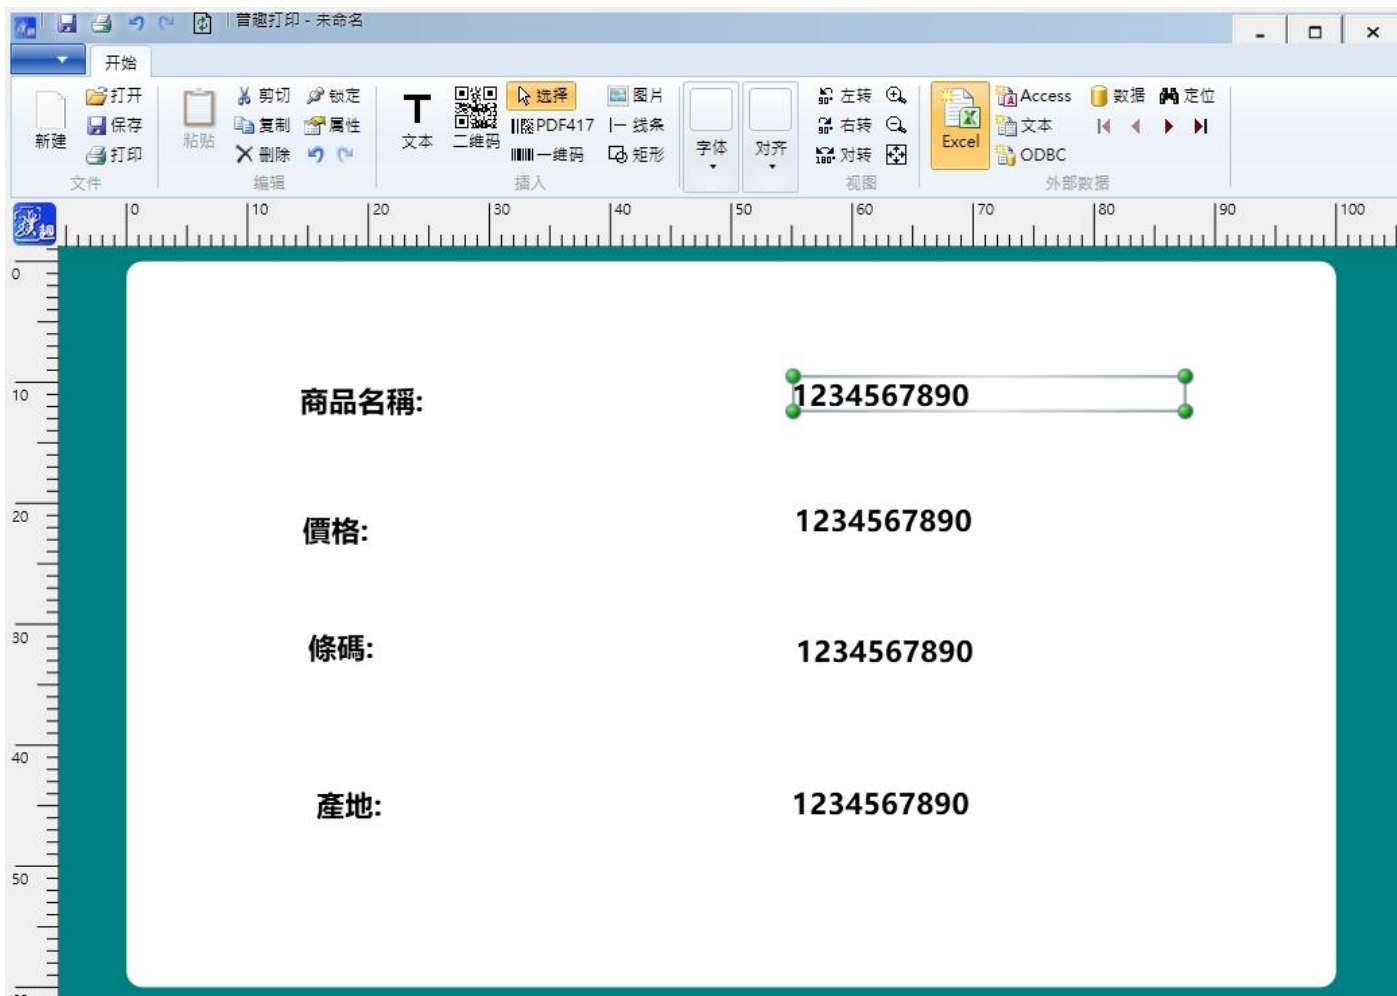 普趣打印 - 未命名
开始
新建 打开 保存 打印 文件
粘贴 剪切 复制 删除 锁定 属性 编辑
文本 二维码 选择 PDF417 一维码 图片 线条 矩形 插入
字体 对齐
左转 右转 180° 对转 视图
Excel Access 文本 ODBC 数据 定位 外部数据
0 10 20 30 40 50 60 70 80 90 100
0
10
商品名稱: 1234567890
20
價格: 1234567890
30
條碼: 1234567890
40
產地: 1234567890
50